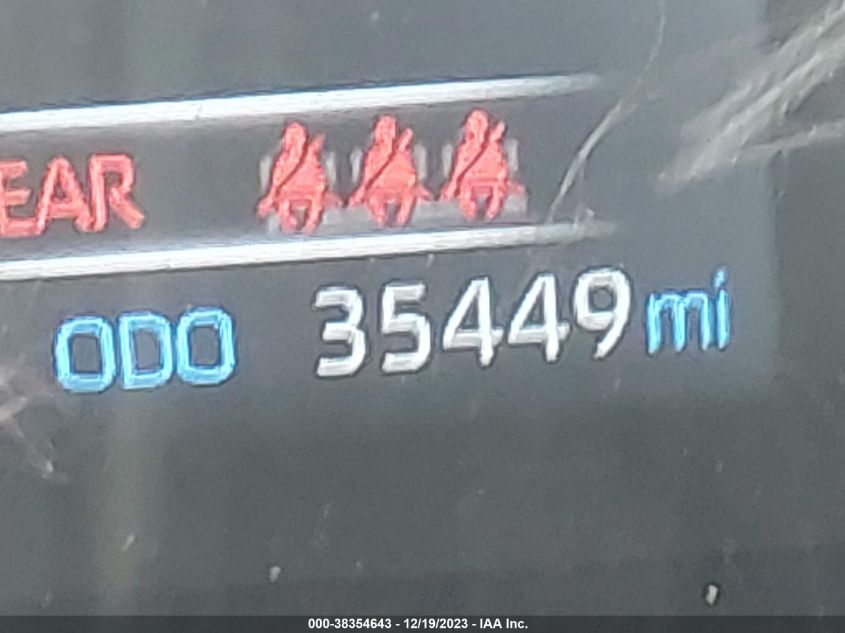 EAR
ODO 35449 mi
000-38354643 - 12/19/2023 - IAA Inc.